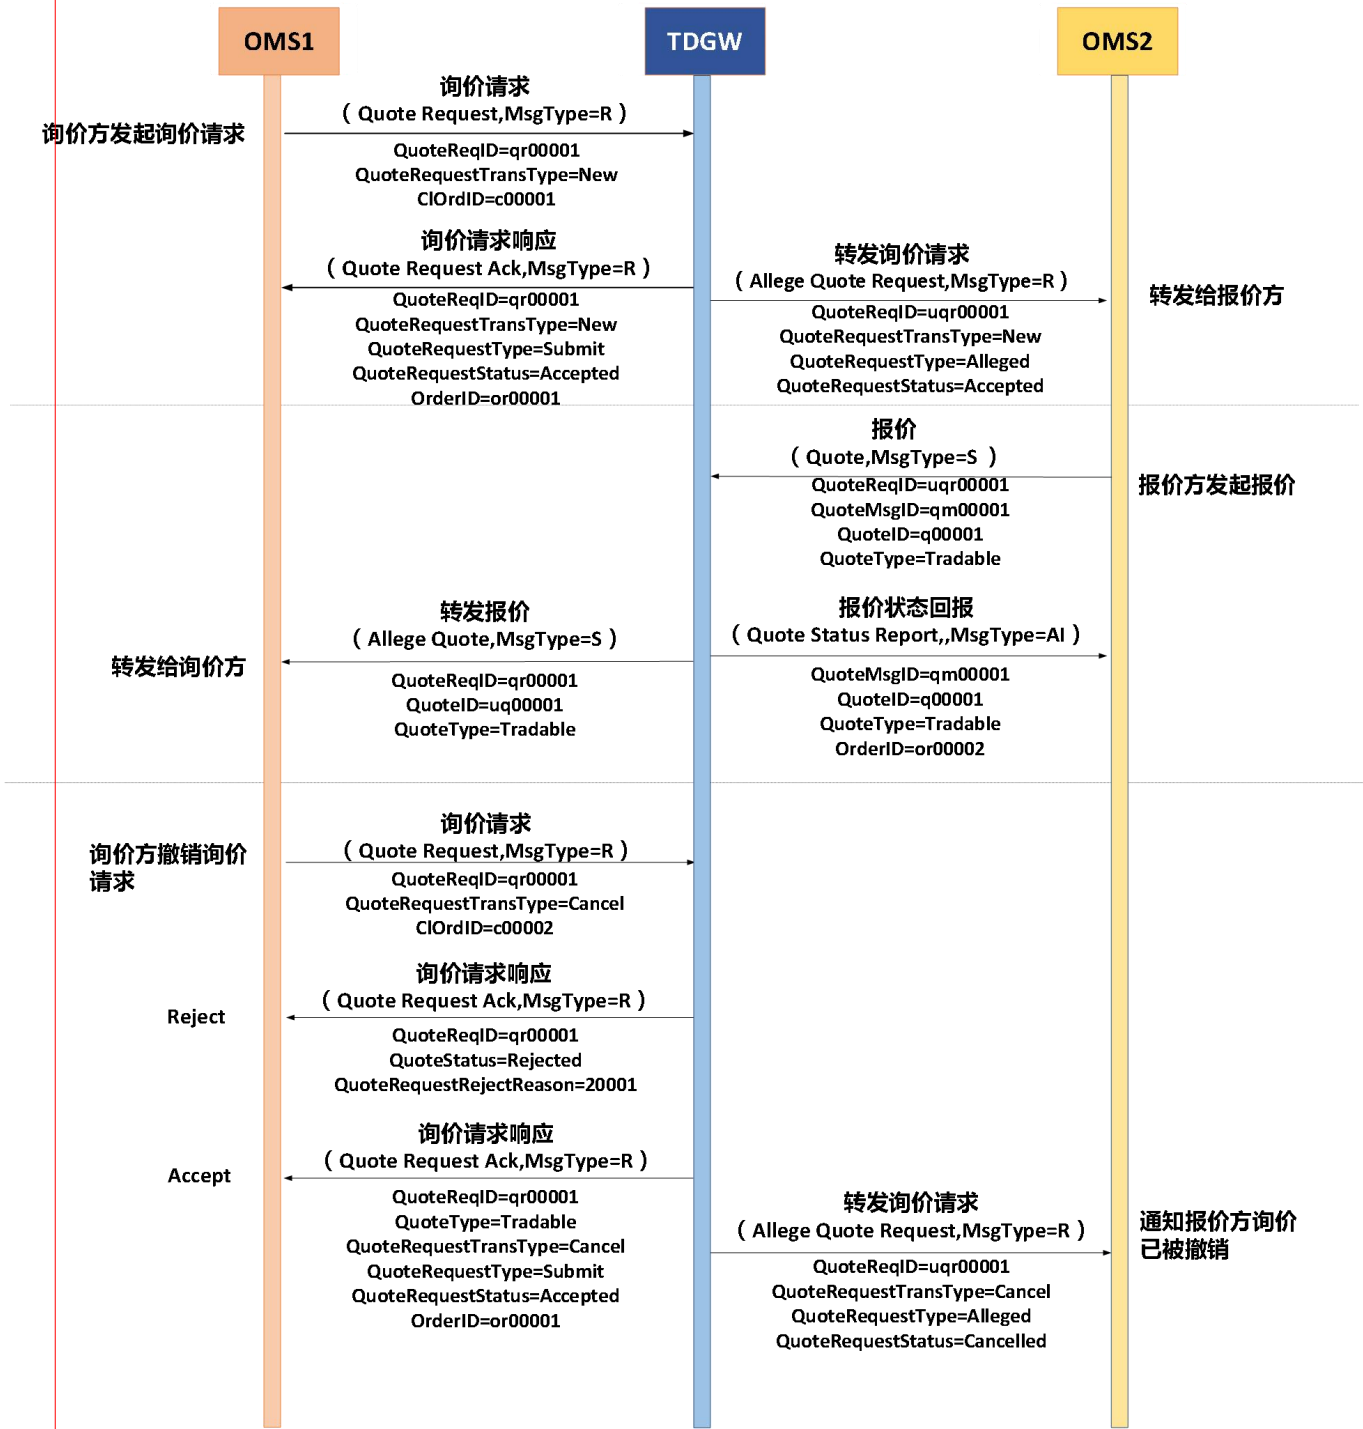 OMS1
TDGW
OMS2
询价请求
（ Quote Request,MsgType=R ）
询价方发起询价请求
QuoteReqID=qr00001
QuoteRequestTransType=New
ClOrdID=c00001
询价请求响应
（ Quote Request Ack,MsgType=R ）
QuoteReqID=qr00001
QuoteRequestTransType=New
QuoteRequestType=Submit
QuoteRequestStatus=Accepted
OrderID=or00001
转发询价请求
（ Allege Quote Request,MsgType=R ）
转发给报价方
QuoteReqID=uqr00001
QuoteRequestTransType=New
QuoteRequestType=Alleged
QuoteRequestStatus=Accepted
报价
（ Quote,MsgType=S ）
报价方发起报价
QuoteReqID=uqr00001
QuoteMsgID=qm00001
QuoteID=q00001
QuoteType=Tradable
转发报价
（ Allege Quote,MsgType=S ）
转发给询价方
QuoteReqID=qr00001
QuoteID=uq00001
QuoteType=Tradable
报价状态回报
（ Quote Status Report,,MsgType=AI ）
QuoteMsgID=qm00001
QuoteID=q00001
QuoteType=Tradable
OrderID=or00002
询价请求
（ Quote Request,MsgType=R ）
询价方撤销询价
请求
QuoteReqID=qr00001
QuoteRequestTransType=Cancel
ClOrdID=c00002
询价请求响应
（ Quote Request Ack,MsgType=R ）
Reject
QuoteReqID=qr00001
QuoteStatus=Rejected
QuoteRequestRejectReason=20001
询价请求响应
（ Quote Request Ack,MsgType=R ）
Accept
QuoteReqID=qr00001
QuoteType=Tradable
QuoteRequestTransType=Cancel
QuoteRequestType=Submit
QuoteRequestStatus=Accepted
OrderID=or00001
转发询价请求
（ Allege Quote Request,MsgType=R ）
通知报价方询价
已被撤销
QuoteReqID=uqr00001
QuoteRequestTransType=Cancel
QuoteRequestType=Alleged
QuoteRequestStatus=Cancelled